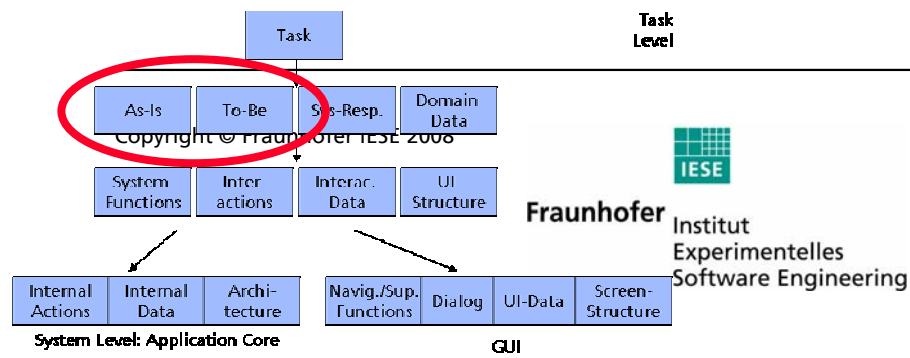 Task
Task
Level
As-Is
To-Be
Sys-Resp.
Domain
Data
Copyright © Fraunhofer IESE 2008
System
Functions
Inter
actions
Interac.
Data
UI
Structure
IESE
Fraunhofer
Institut
Experimentelles
Software Engineering
Internal
Actions
Internal
Data
Archi-
tecture
Navig./Sup.
Functions
Dialog
UI-Data
Screen-
Structure
System Level: Application Core
GUI